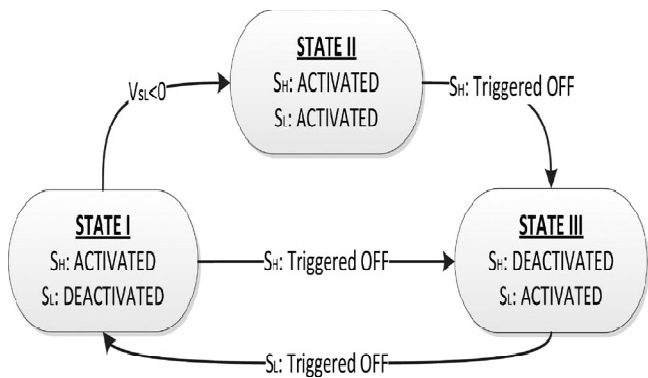 STATE II
SH: ACTIVATED
SL: ACTIVATED
VSL<0
SH: Triggered OFF
STATE I
SH: ACTIVATED
SL: DEACTIVATED
SH: Triggered OFF
STATE III
SH: DEACTIVATED
SL: ACTIVATED
SL: Triggered OFF